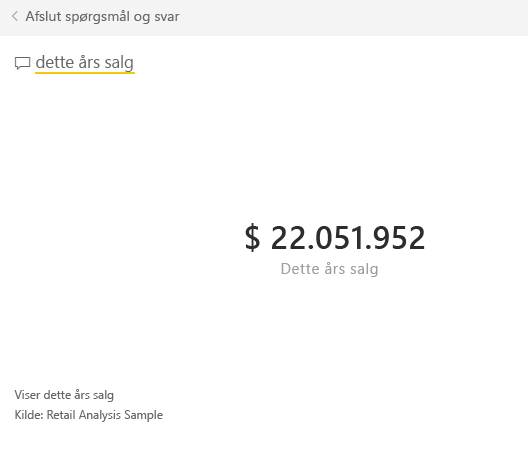 Afslut spørgsmål og svar
dette års salg
$ 22.051.952
Dette års salg
Viser dette års salg
Kilde: Retail Analysis Sample